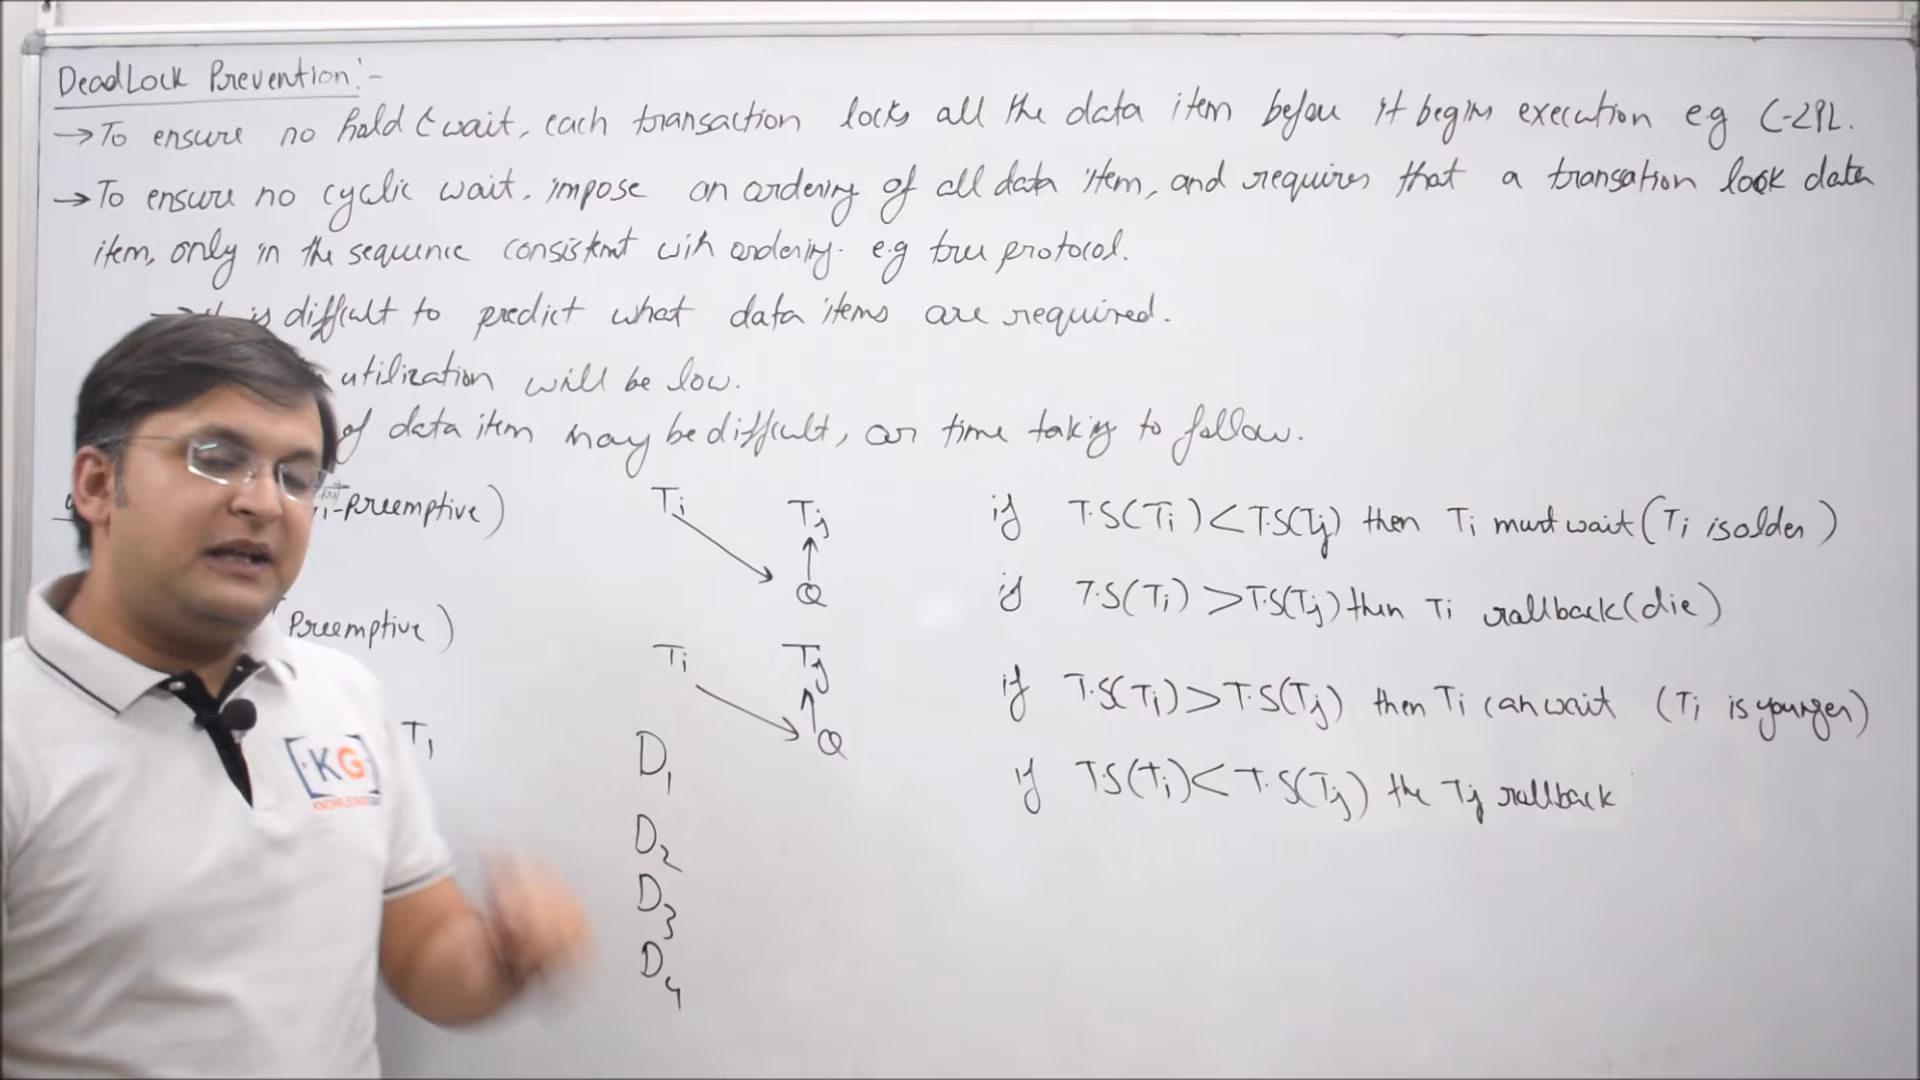 DeadLock Prevention:-
→ To ensure no hold & wait, each transaction locks all the data item before it begins execution e.g C-2PL.
→ To ensure no cyclic wait, impose an ordering of all data item, and requires that a transation lock data
item, only in the sequence consistent with ordering. e.g tree protocol.
is difficult to predict what data items are required.
utilization will be low.
of data item may be difficult, or time taking to follow.
-Preemptive) Ti Tj if T.S(Ti) < T.S(Tj) then Ti must wait (Ti is older)
Q if T.S(Ti) > T.S(Tj) then Ti rollback (die)
Preemptive) Ti Tj if T.S(Ti) > T.S(Tj) then Ti can wait (Ti is younger)
Q
T1 D1 if T.S(Ti) < T.S(Tj) the Tj rollback
D2
D3
D4
KG